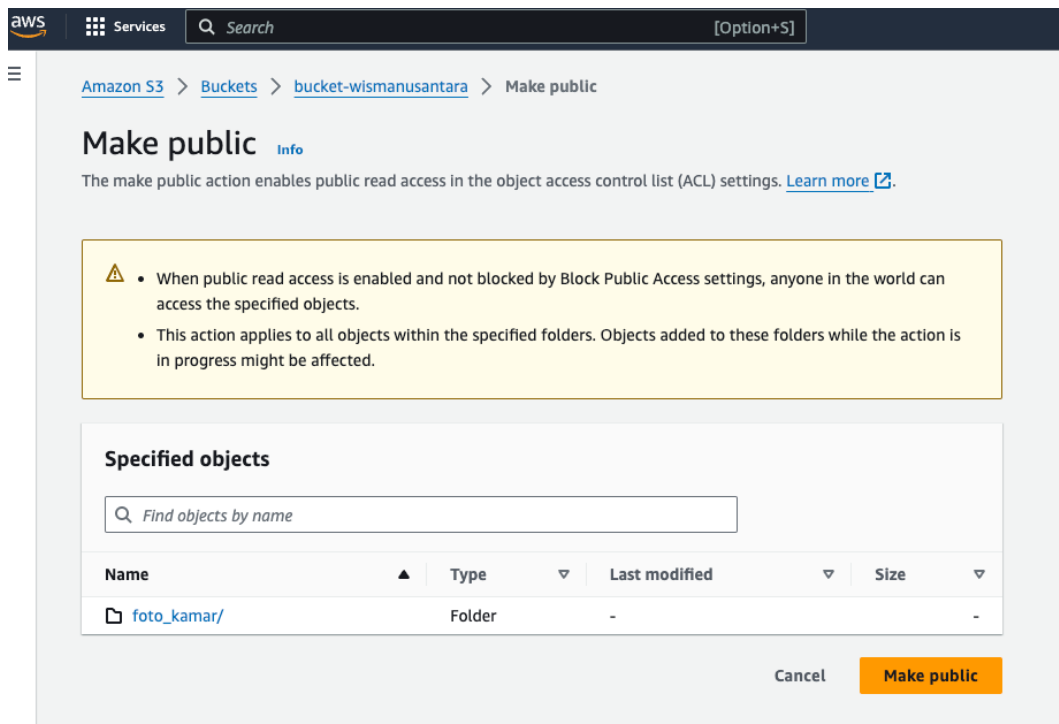 aws Services Search [Option+S]
Amazon S3 > Buckets > bucket-wismanusantara > Make public
Make public Info
The make public action enables public read access in the object access control list (ACL) settings. Learn more.
• When public read access is enabled and not blocked by Block Public Access settings, anyone in the world can
access the specified objects.
• This action applies to all objects within the specified folders. Objects added to these folders while the action is
in progress might be affected.
Specified objects
Find objects by name
Name Type Last modified Size
foto_kamar/ Folder - -
Cancel Make public